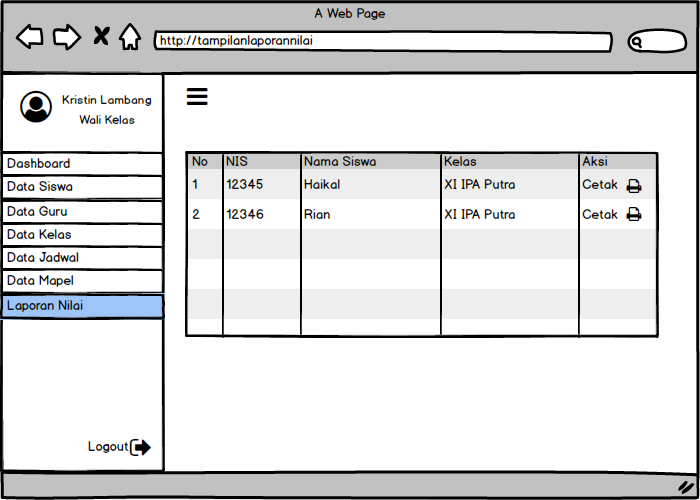 A Web Page
http://tampilanlaporannilai
Kristin Lambang
Wali Kelas
Dashboard
Data Siswa
Data Guru
Data Kelas
Data Jadwal
Data Mapel
Laporan Nilai
Logout
No NIS Nama Siswa Kelas Aksi
1 12345 Haikal XI IPA Putra Cetak
2 12346 Rian XI IPA Putra Cetak